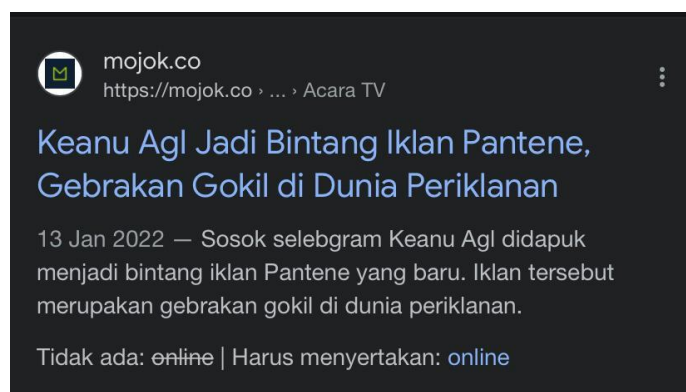 mojok.co
https://mojok.co › ... › Acara TV
Keanu Agl Jadi Bintang Iklan Pantene,
Gebrakan Gokil di Dunia Periklanan
13 Jan 2022 — Sosok selebgram Keanu Agl didapuk
menjadi bintang iklan Pantene yang baru. Iklan tersebut
merupakan gebrakan gokil di dunia periklanan.
Tidak ada: online | Harus menyertakan: online